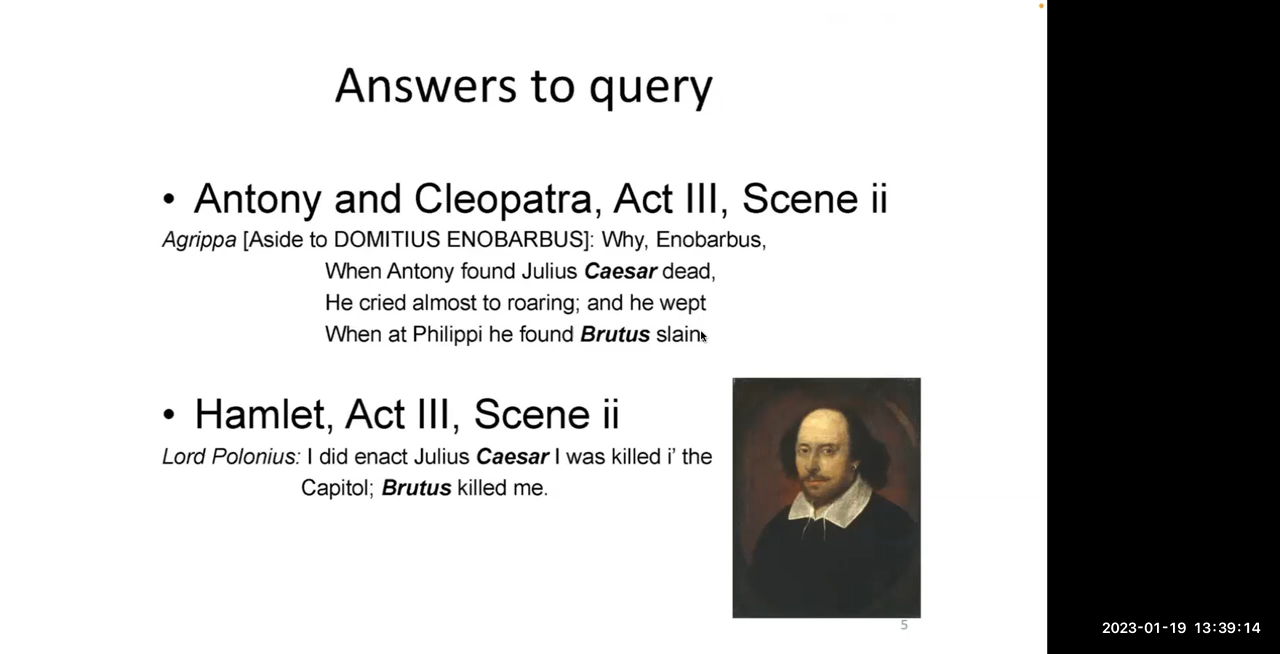 Answers to query
• Antony and Cleopatra, Act III, Scene ii
Agrippa [Aside to DOMITIUS ENOBARBUS]: Why, Enobarbus,
When Antony found Julius Caesar dead,
He cried almost to roaring; and he wept
When at Philippi he found Brutus slain.
• Hamlet, Act III, Scene ii
Lord Polonius: I did enact Julius Caesar I was killed i' the
Capitol; Brutus killed me.
5
2023-01-19 13:39:14